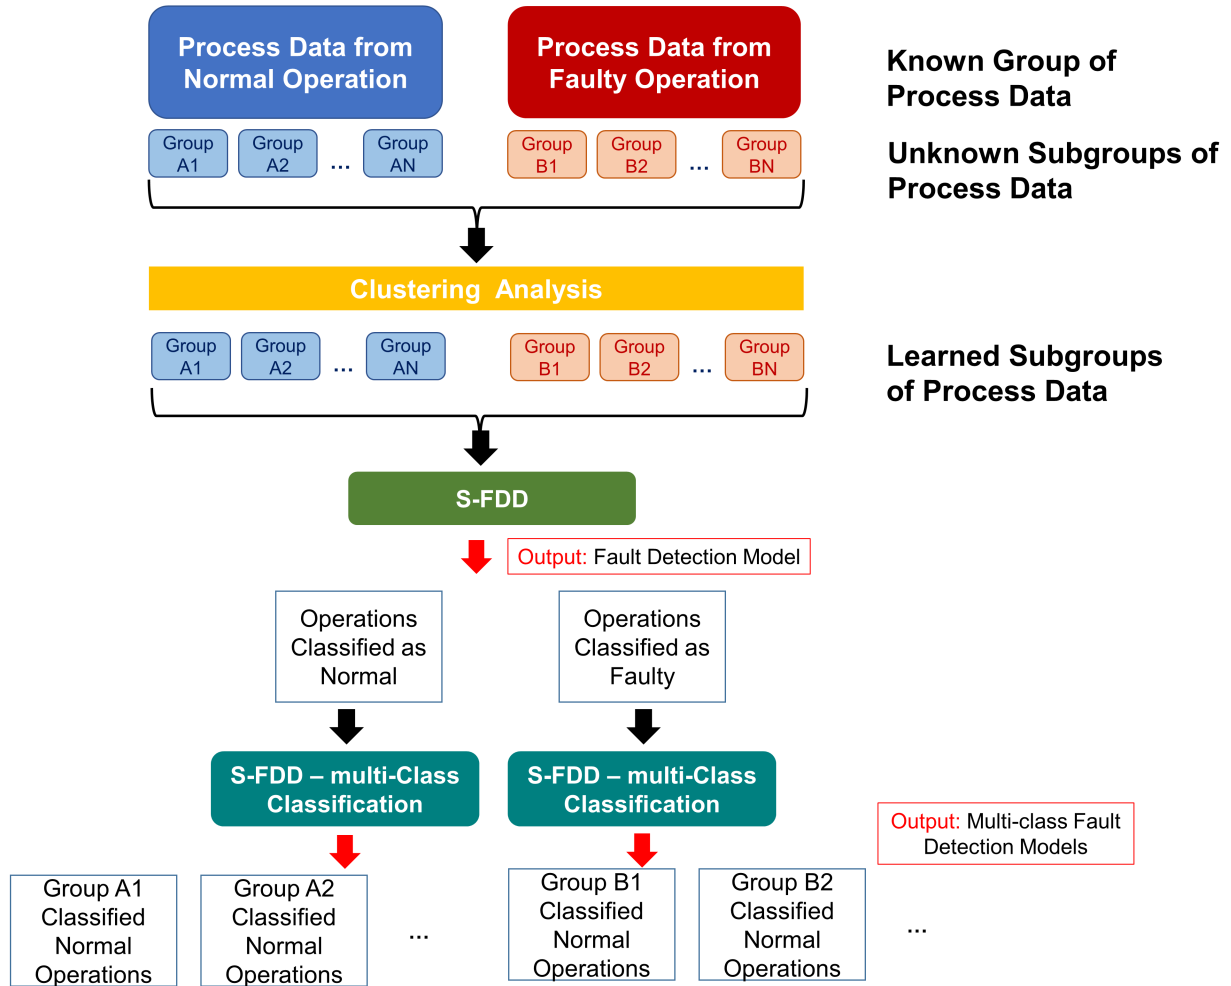 Process Data from
Normal Operation
Process Data from
Faulty Operation
Known Group of
Process Data
Group
A1
Group
A2
...
Group
AN
Group
B1
Group
B2
...
Group
BN
Unknown Subgroups of
Process Data
Clustering Analysis
Group
A1
Group
A2
...
Group
AN
Group
B1
Group
B2
...
Group
BN
Learned Subgroups
of Process Data
S-FDD
Output: Fault Detection Model
Operations
Classified as
Normal
Operations
Classified as
Faulty
S-FDD – multi-Class
Classification
S-FDD – multi-Class
Classification
Output: Multi-class Fault
Detection Models
Group A1
Classified
Normal
Operations
Group A2
Classified
Normal
Operations
...
Group B1
Classified
Normal
Operations
Group B2
Classified
Normal
Operations
...